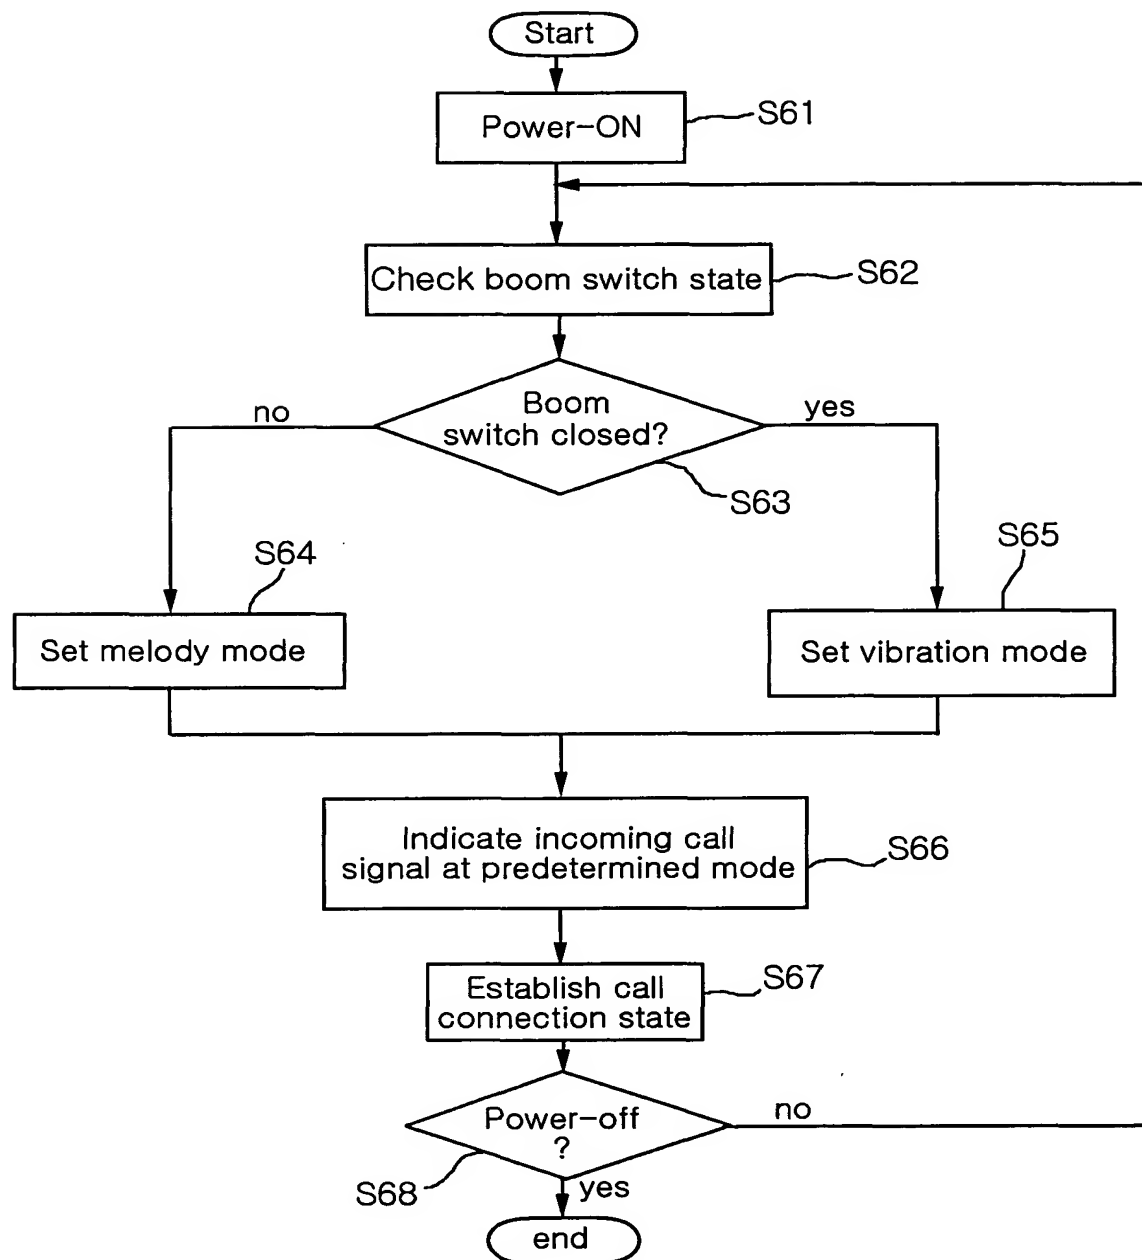 Start
Power-ON
S61
Check boom switch state
S62
Boom
switch closed?
no
yes
S63
S64
S65
Set melody mode
Set vibration mode
Indicate incoming call
signal at predetermined mode
S66
Establish call
connection state
S67
Power-off
?
no
S68
yes
end